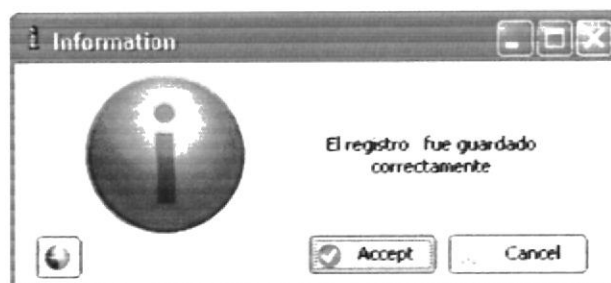 Information
El registro fue guardado
correctamente
Accept
Cancel